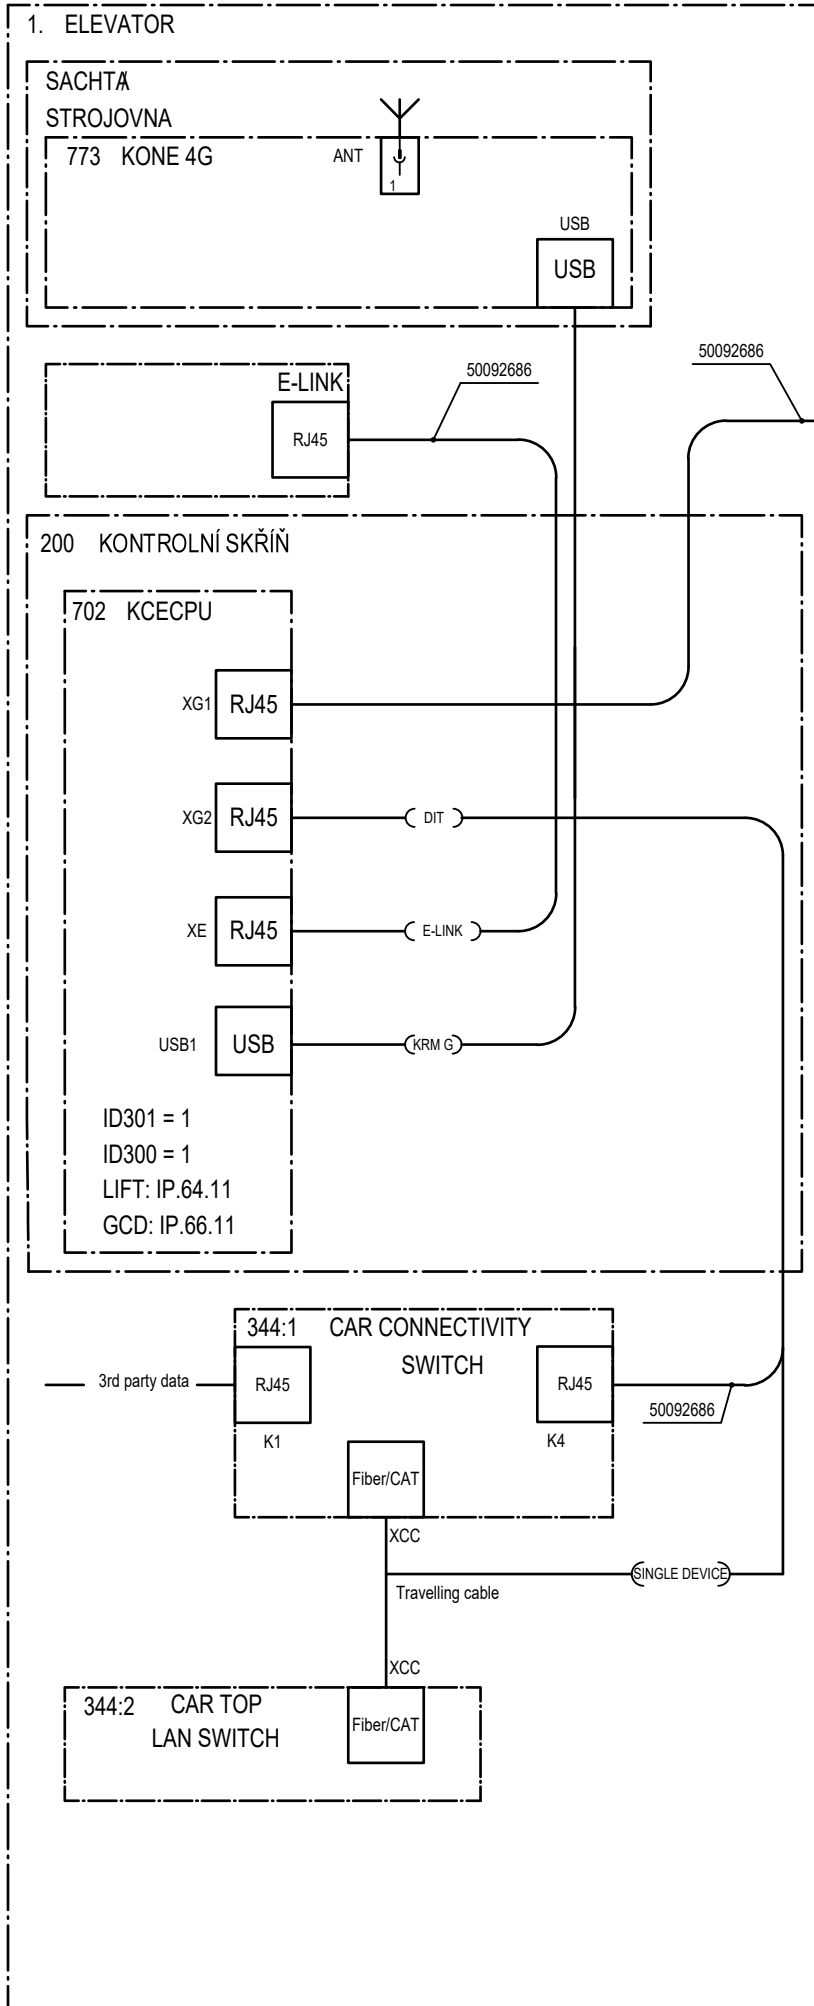 1. ELEVATOR
SACHTA
STROJOVNA
773 KONE 4G
ANT
1
USB
USB
50092686
E-LINK
RJ45
50092686
200 KONTROLNÍ SKŘÍŇ
702 KCECPU
XG1 RJ45
XG2 RJ45
DIT
XE RJ45
E-LINK
USB1 USB
KRM G
ID301 = 1
ID300 = 1
LIFT: IP.64.11
GCD: IP.66.11
344:1 CAR CONNECTIVITY
SWITCH
3rd party data
RJ45
RJ45
50092686
K1
K4
Fiber/CAT
XCC
SINGLE DEVICE
Travelling cable
XCC
344:2 CAR TOP
LAN SWITCH
Fiber/CAT